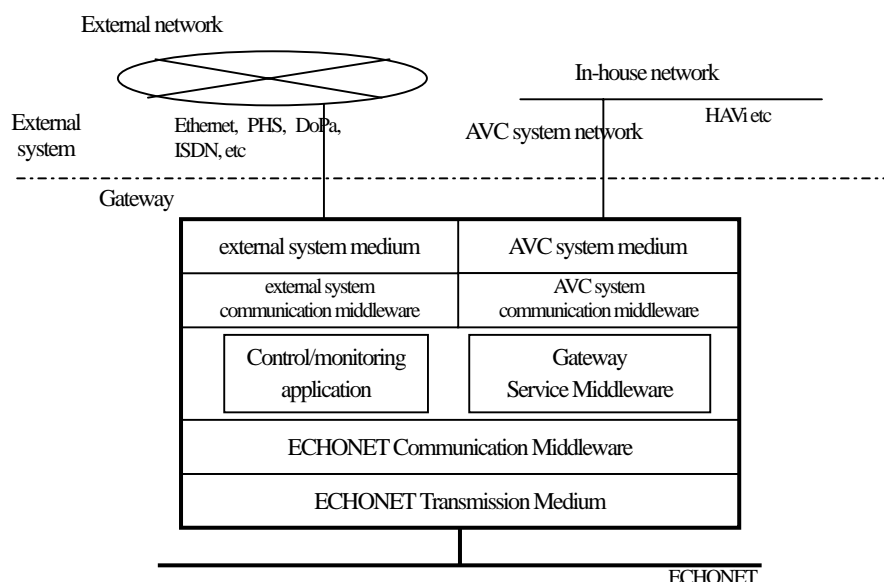 External network
In-house network
HAVi etc
External
system
Ethernet, PHS, DoPa,
ISDN, etc
AVC system network
Gateway
external system medium
AVC system medium
external system
communication middleware
AVC system
communication middleware
Control/monitoring
application
Gateway
Service Middleware
ECHONET Communication Middleware
ECHONET Transmission Medium
ECHONET